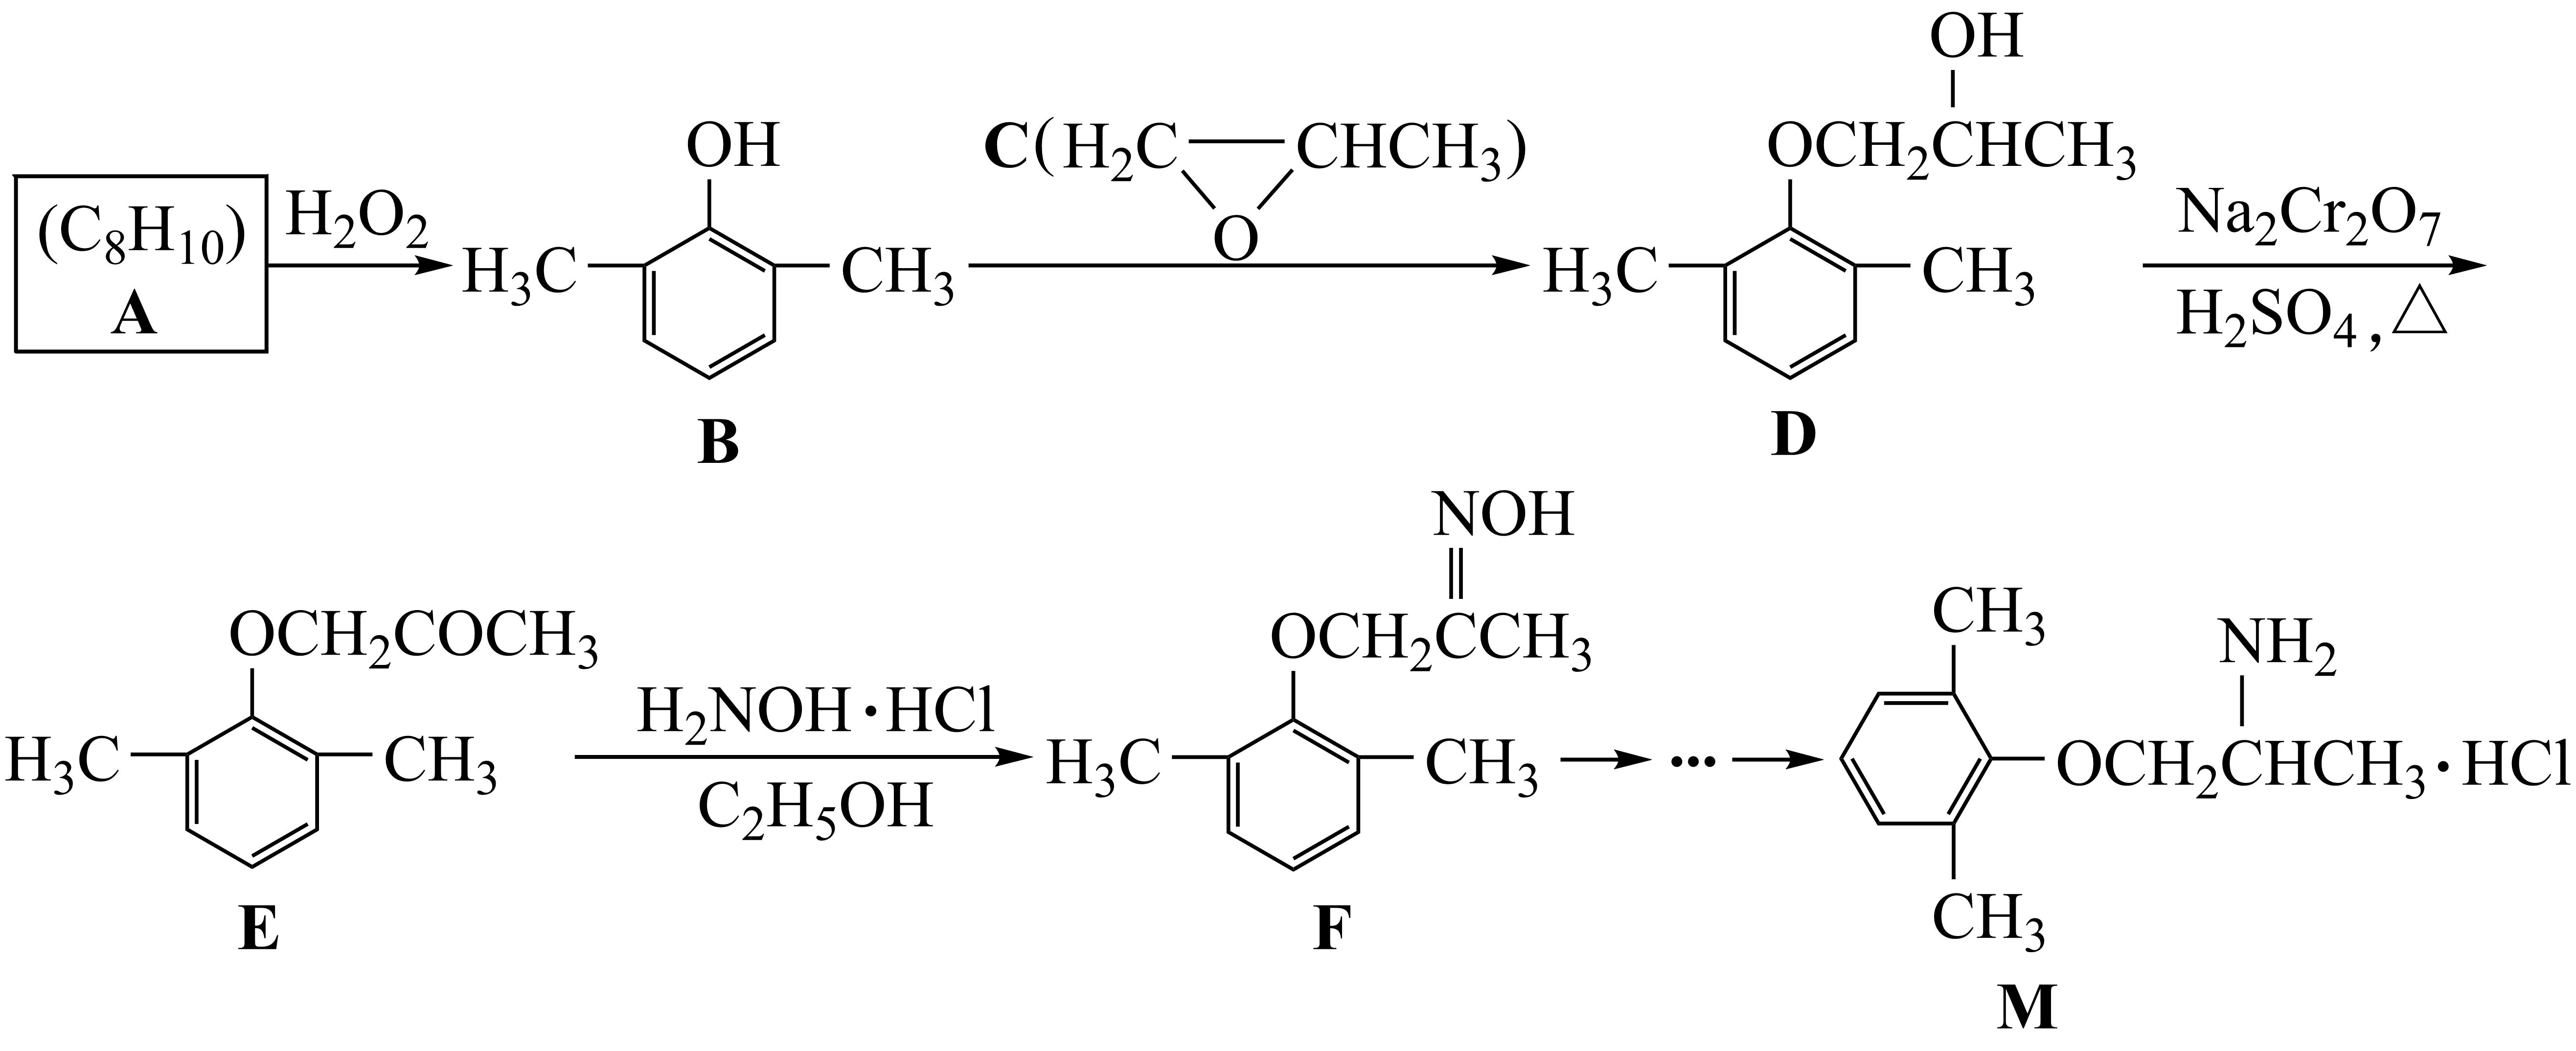 (C₈H₁₀)
A
H₂O₂
OH
H₃C CH₃
B
C(H₂C CHCH₃)
O
OH
OCH₂CHCH₃
H₃C CH₃
D
Na₂Cr₂O₇
H₂SO₄,△
OCH₂COCH₃
H₃C CH₃
E
H₂NOH·HCl
C₂H₅OH
NOH
OCH₂CCH₃
H₃C CH₃
F
···
CH₃
NH₂
OCH₂CHCH₃·HCl
CH₃
M